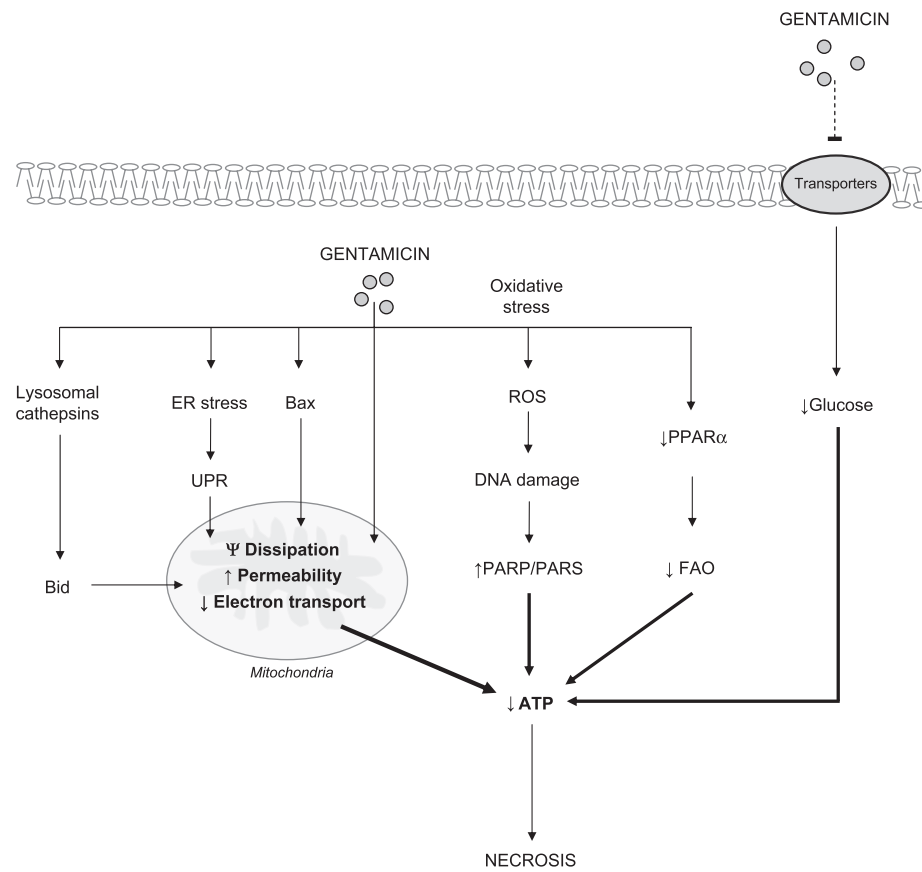 GENTAMICIN
Transporters
GENTAMICIN
Oxidative
stress
Lysosomal
cathepsins
ER stress
Bax
ROS
↓PPARα
↓Glucose
UPR
DNA damage
Ψ Dissipation
↑ Permeability
↓ Electron transport
Bid
↑PARP/PARS
↓ FAO
Mitochondria
↓ ATP
NECROSIS